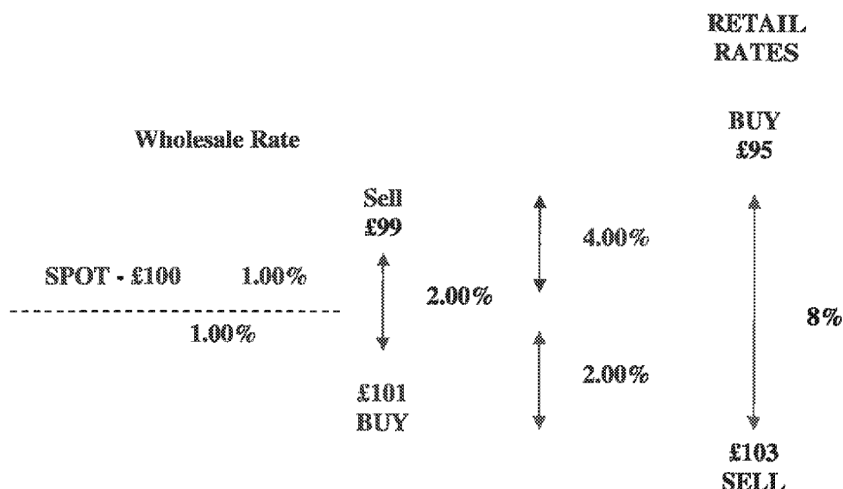 RETAIL
RATES
BUY
£95
Wholesale Rate
Sell
£99
4.00%
SPOT - £100 1.00%
2.00%
8%
1.00%
2.00%
£101
BUY
£103
SELL